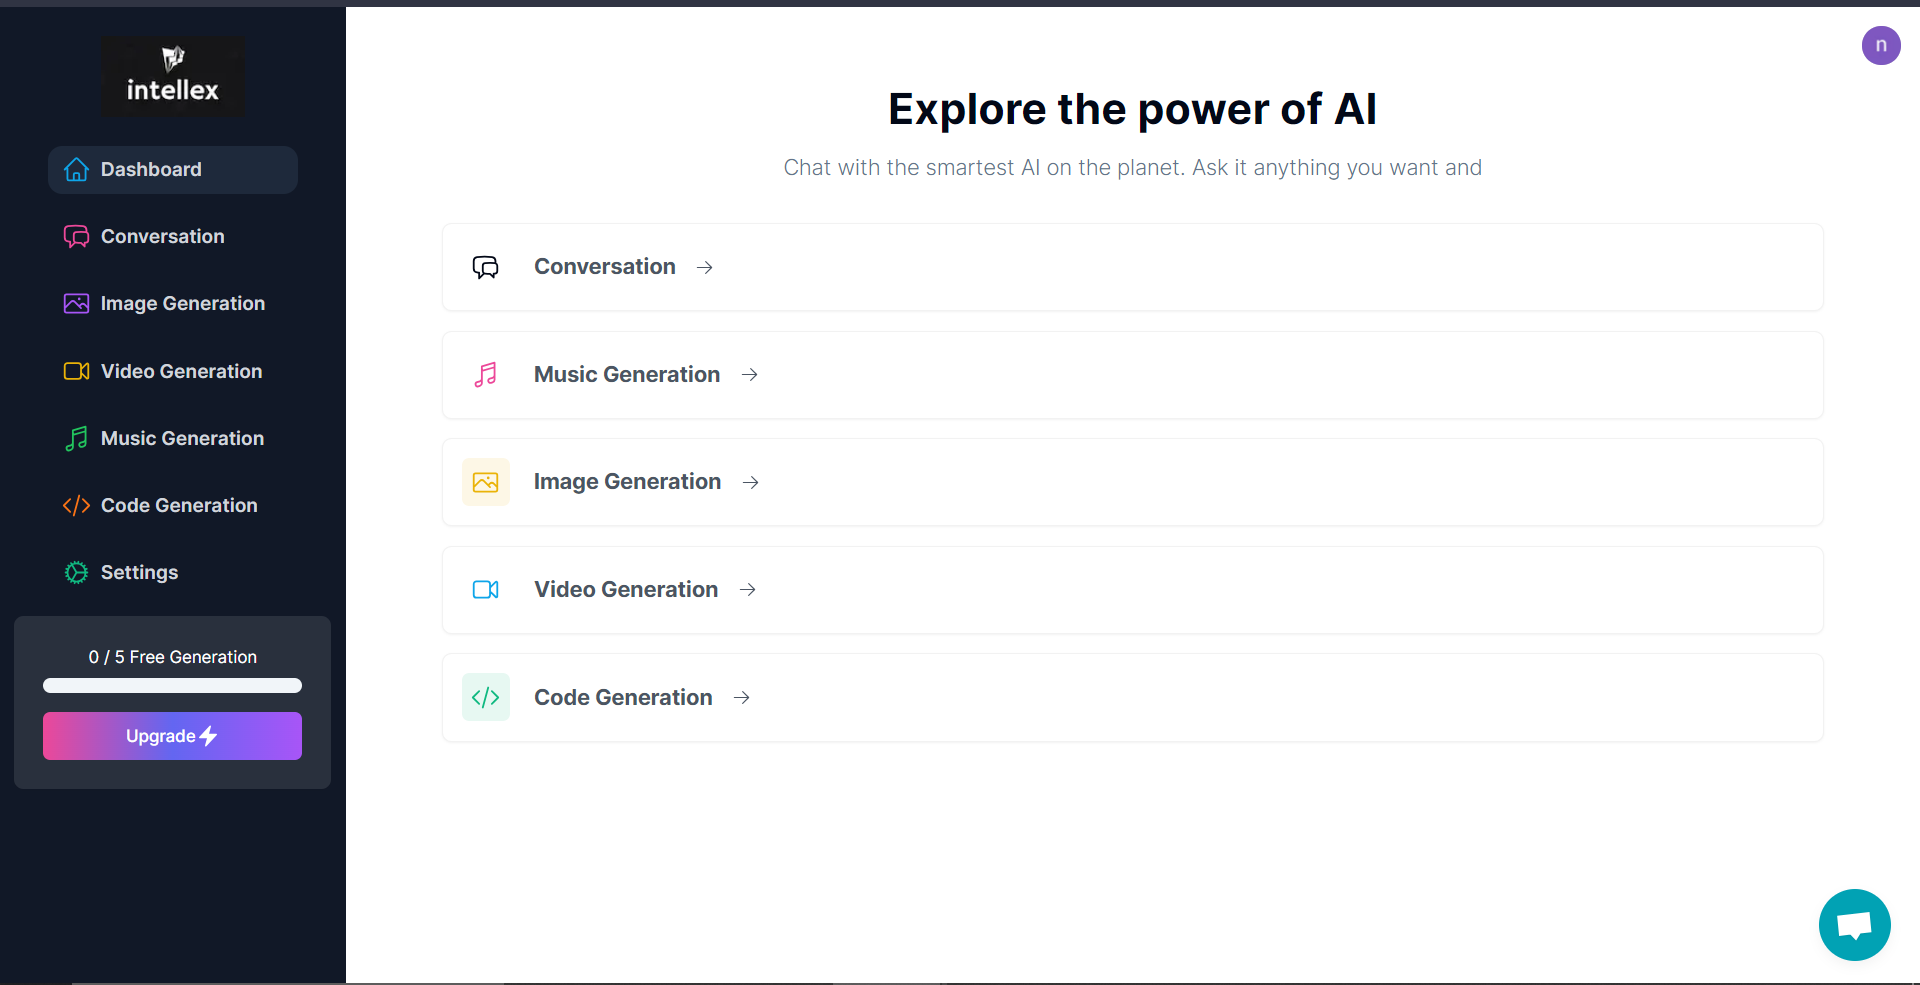 intellex
Dashboard
Conversation
Image Generation
Video Generation
Music Generation
Code Generation
Settings
0 / 5 Free Generation
Upgrade
n
Explore the power of AI
Chat with the smartest AI on the planet. Ask it anything you want and
Conversation
Music Generation
Image Generation
Video Generation
Code Generation